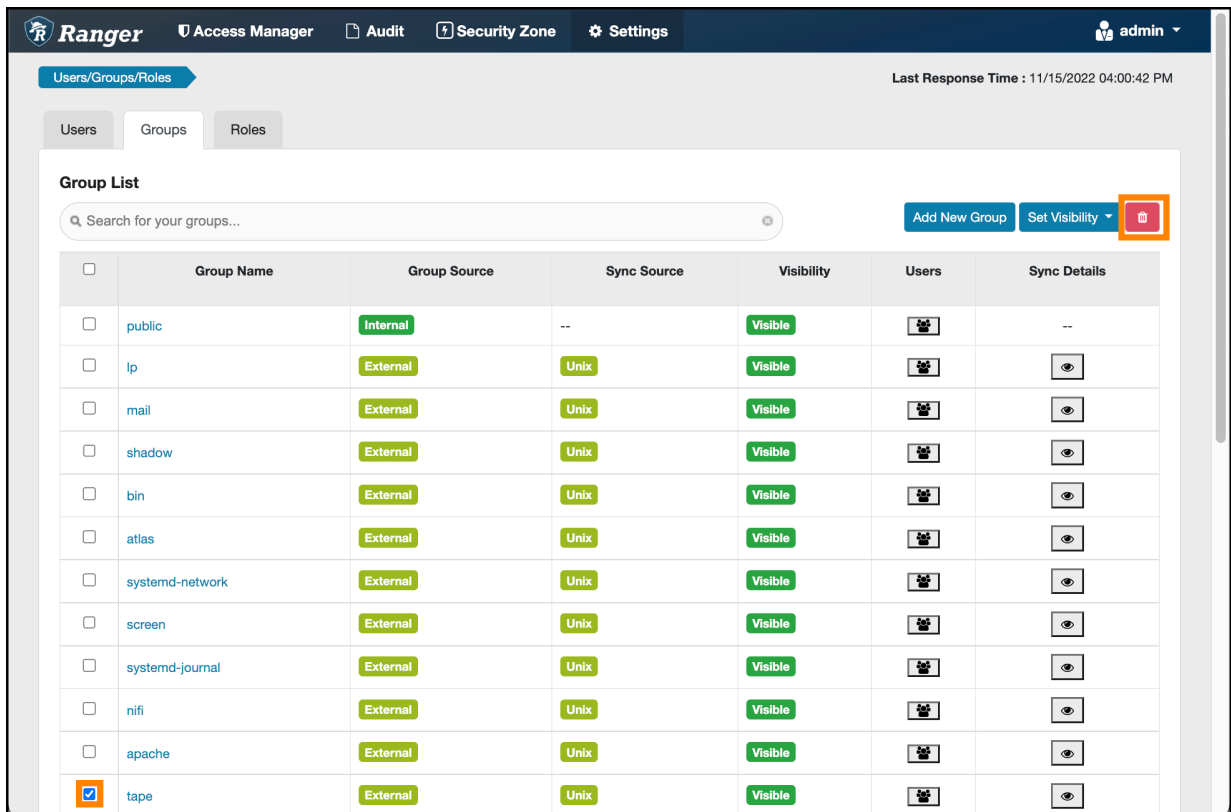 Ranger Access Manager Audit Security Zone Settings admin
Users/Groups/Roles Last Response Time : 11/15/2022 04:00:42 PM
Users Groups Roles
Group List
Search for your groups... Add New Group Set Visibility
Group Name Group Source Sync Source Visibility Users Sync Details
public Internal -- Visible --
lp External Unix Visible
mail External Unix Visible
shadow External Unix Visible
bin External Unix Visible
atlas External Unix Visible
systemd-network External Unix Visible
screen External Unix Visible
systemd-journal External Unix Visible
nifi External Unix Visible
apache External Unix Visible
tape External Unix Visible